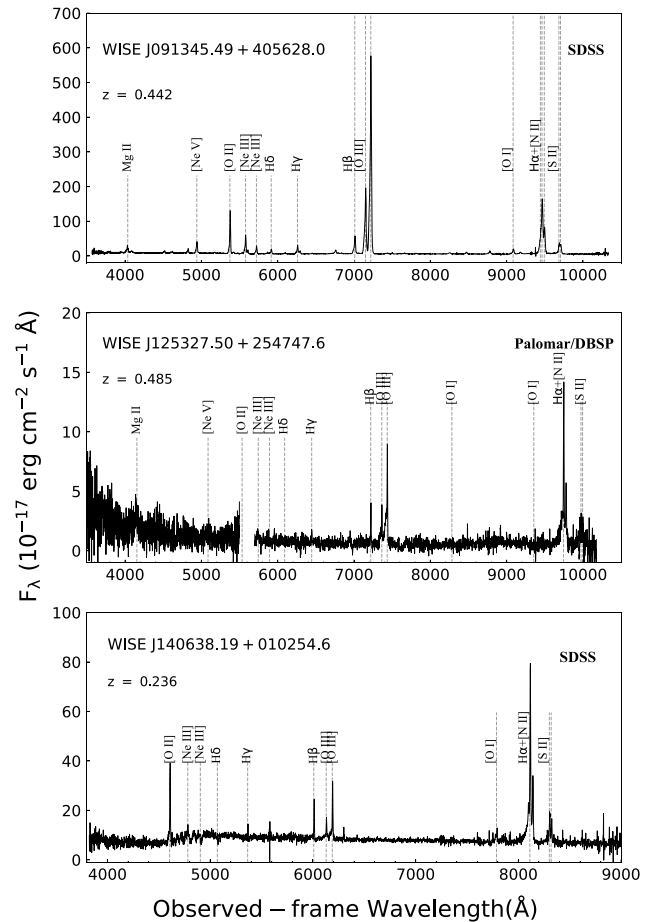 F_λ (10⁻¹⁷ erg cm⁻² s⁻¹ Å)
700
600
500
400
300
200
100
0
WISE J091345.49 + 405628.0
SDSS
z = 0.442
Mg II
[Ne V]
[O II]
[Ne III]
[Ne III]
Hδ
Hγ
Hβ
[O III]
[O I]
Hα+[N II]
[S II]
4000
5000
6000
7000
8000
9000
10000
20
15
10
5
0
WISE J125327.50 + 254747.6
Palomar/DBSP
z = 0.485
Mg II
[Ne V]
[O II]
[Ne III]
[Ne III]
Hδ
Hγ
Hβ
[O III]
[O III]
[O I]
[O I]
Hα+[N II]
[S II]
4000
5000
6000
7000
8000
9000
10000
100
80
60
40
20
0
WISE J140638.19 + 010254.6
SDSS
z = 0.236
[O II]
[Ne III]
[Ne III]
Hδ
Hγ
Hβ
[O III]
[O III]
[O I]
Hα+[N II]
[S II]
4000
5000
6000
7000
8000
9000
Observed − frame Wavelength(Å)